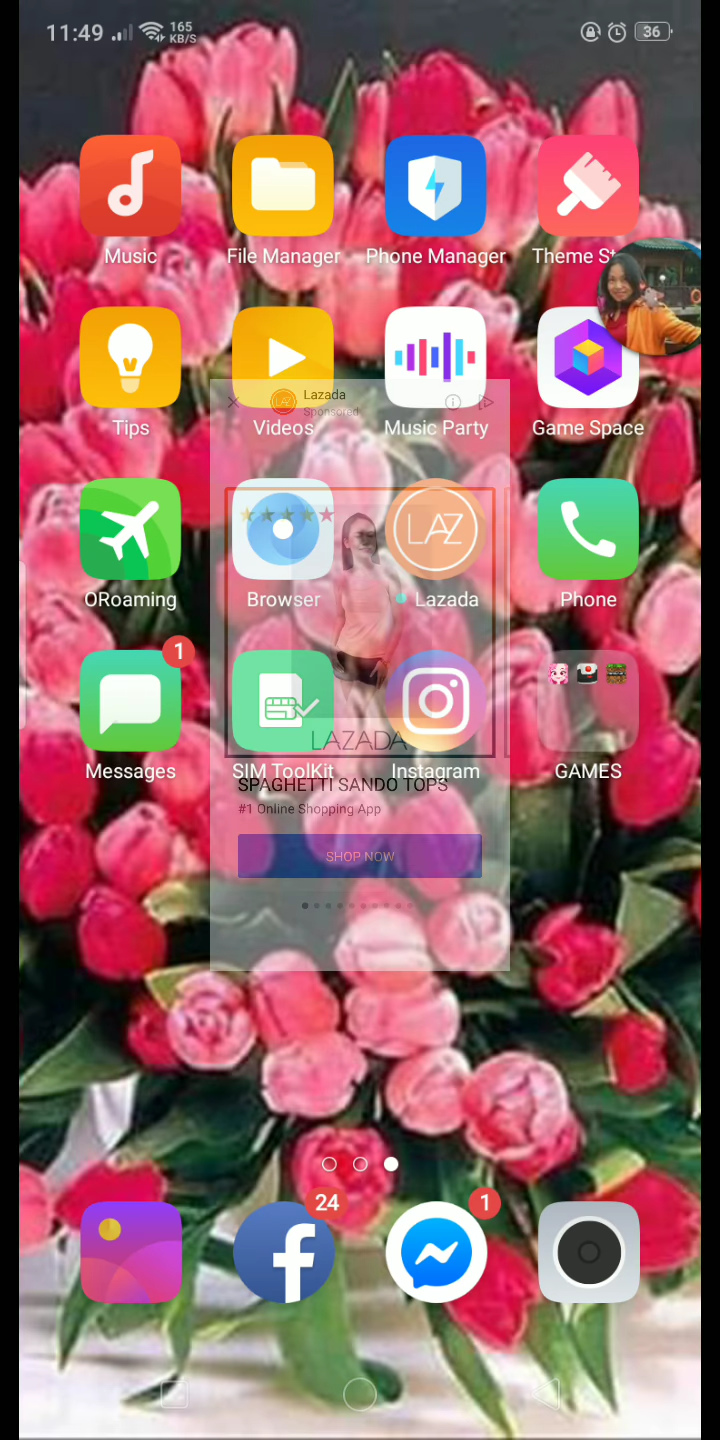 11:49 165 KB/S 36
Music File Manager Phone Manager Theme St
Tips Videos Music Party Game Space
Lazada
Sponsored
LAZ
ORoaming Browser Lazada Phone
1
LAZADA
Messages SIM ToolKit Instagram GAMES
SPAGHETTI SANDO TOPS
#1 Online Shopping App
SHOP NOW
24 1